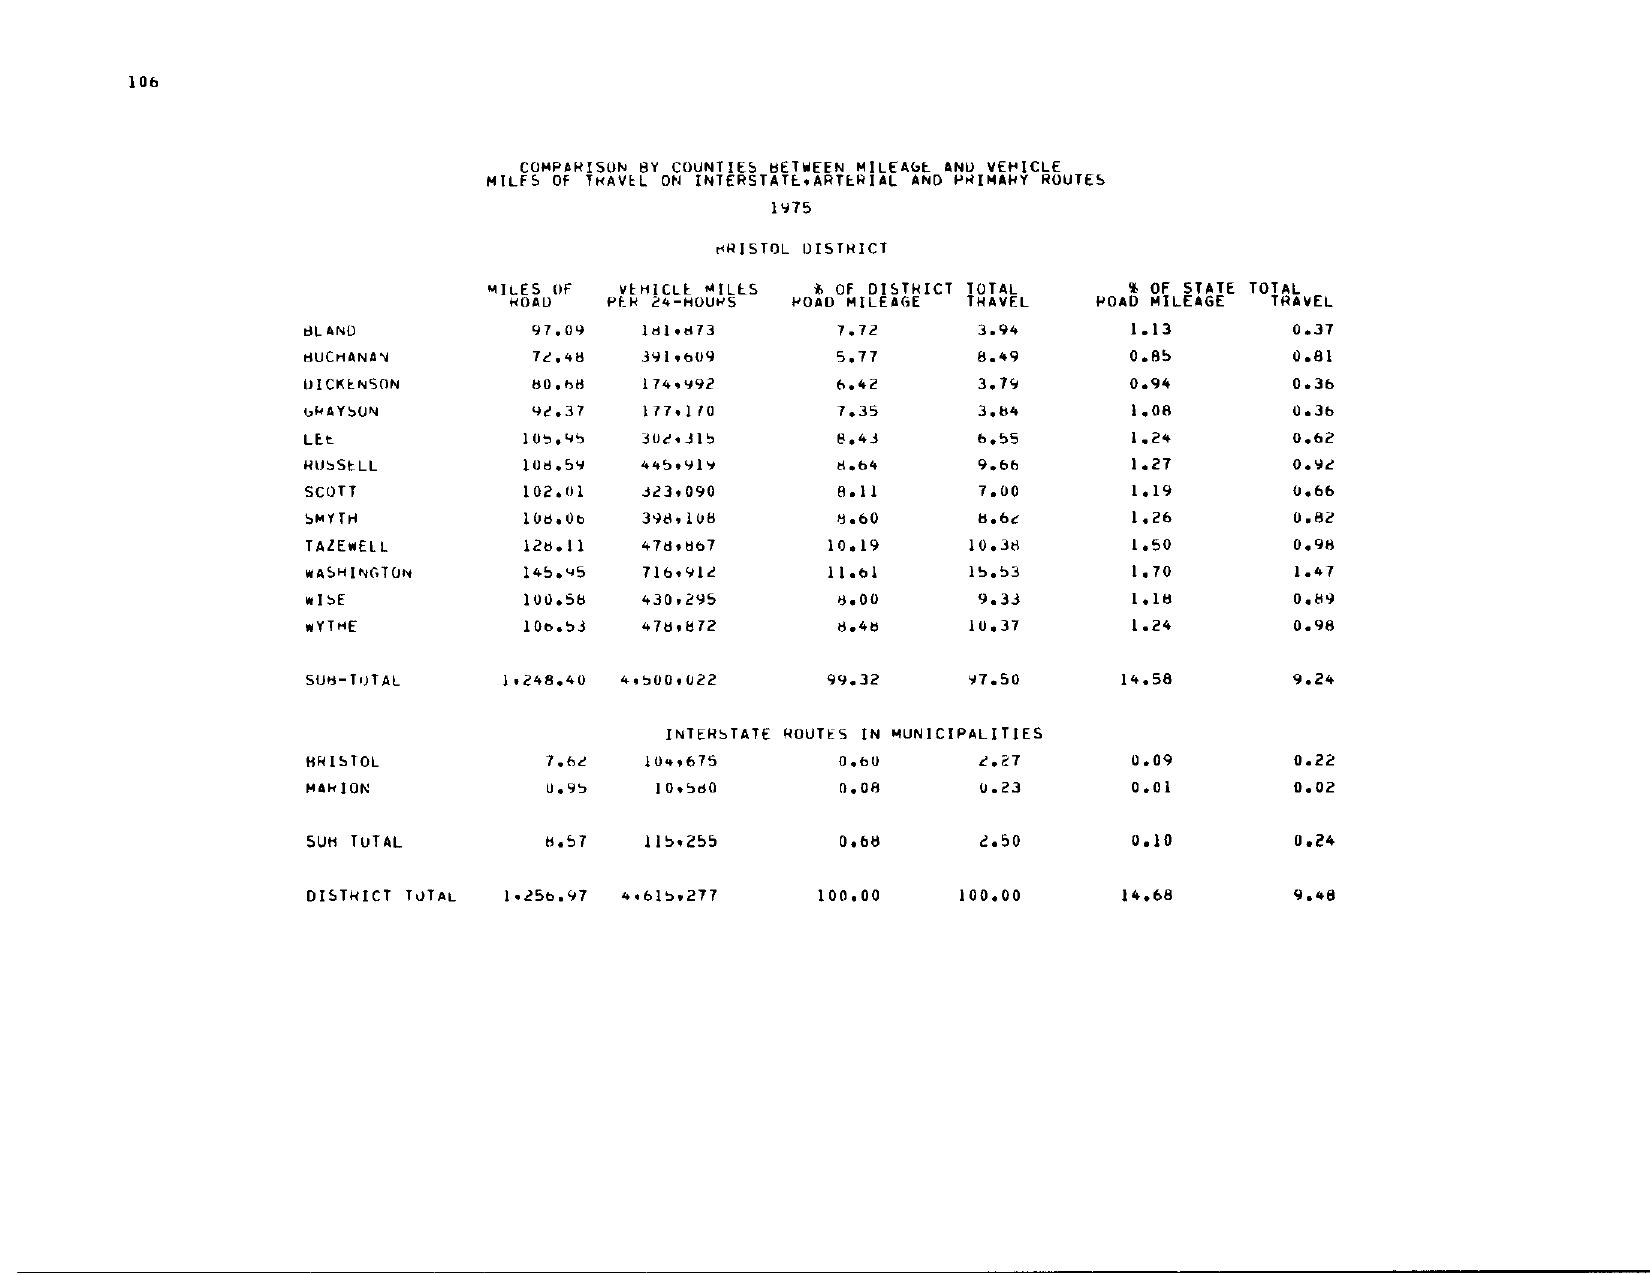 106
COMPARISON BY COUNTIES BETWEEN MILEAGE AND VEHICLE
MILES OF TRAVEL ON INTERSTATE,ARTERIAL AND PRIMARY ROUTES
1975
BRISTOL DISTRICT
MILES OF VEHICLE MILES % OF DISTRICT TOTAL % OF STATE TOTAL
ROAD PER 24-HOURS ROAD MILEAGE TRAVEL ROAD MILEAGE TRAVEL
BLAND 97.09 181,873 7.72 3.94 1.13 0.37
BUCHANAN 72.48 391,609 5.77 8.49 0.85 0.81
DICKENSON 80.68 174,992 6.42 3.79 0.94 0.36
GRAYSON 92.37 177,170 7.35 3.84 1.08 0.36
LEE 105.95 302,315 8.43 6.55 1.24 0.62
RUSSELL 108.59 445,919 8.64 9.66 1.27 0.92
SCOTT 102.01 323,090 8.11 7.00 1.19 0.66
SMYTH 108.06 398,108 8.60 8.62 1.26 0.82
TAZEWELL 128.11 478,867 10.19 10.38 1.50 0.98
WASHINGTON 145.95 716,912 11.61 15.53 1.70 1.47
WISE 100.58 430,295 8.00 9.33 1.18 0.89
WYTHE 106.53 478,872 8.48 10.37 1.24 0.98
SUB-TOTAL 1,248.40 4,500,022 99.32 97.50 14.58 9.24
INTERSTATE ROUTES IN MUNICIPALITIES
BRISTOL 7.62 104,675 0.60 2.27 0.09 0.22
MARION 0.95 10,580 0.08 0.23 0.01 0.02
SUB TOTAL 8.57 115,255 0.68 2.50 0.10 0.24
DISTRICT TOTAL 1,256.97 4,615,277 100.00 100.00 14.68 9.48